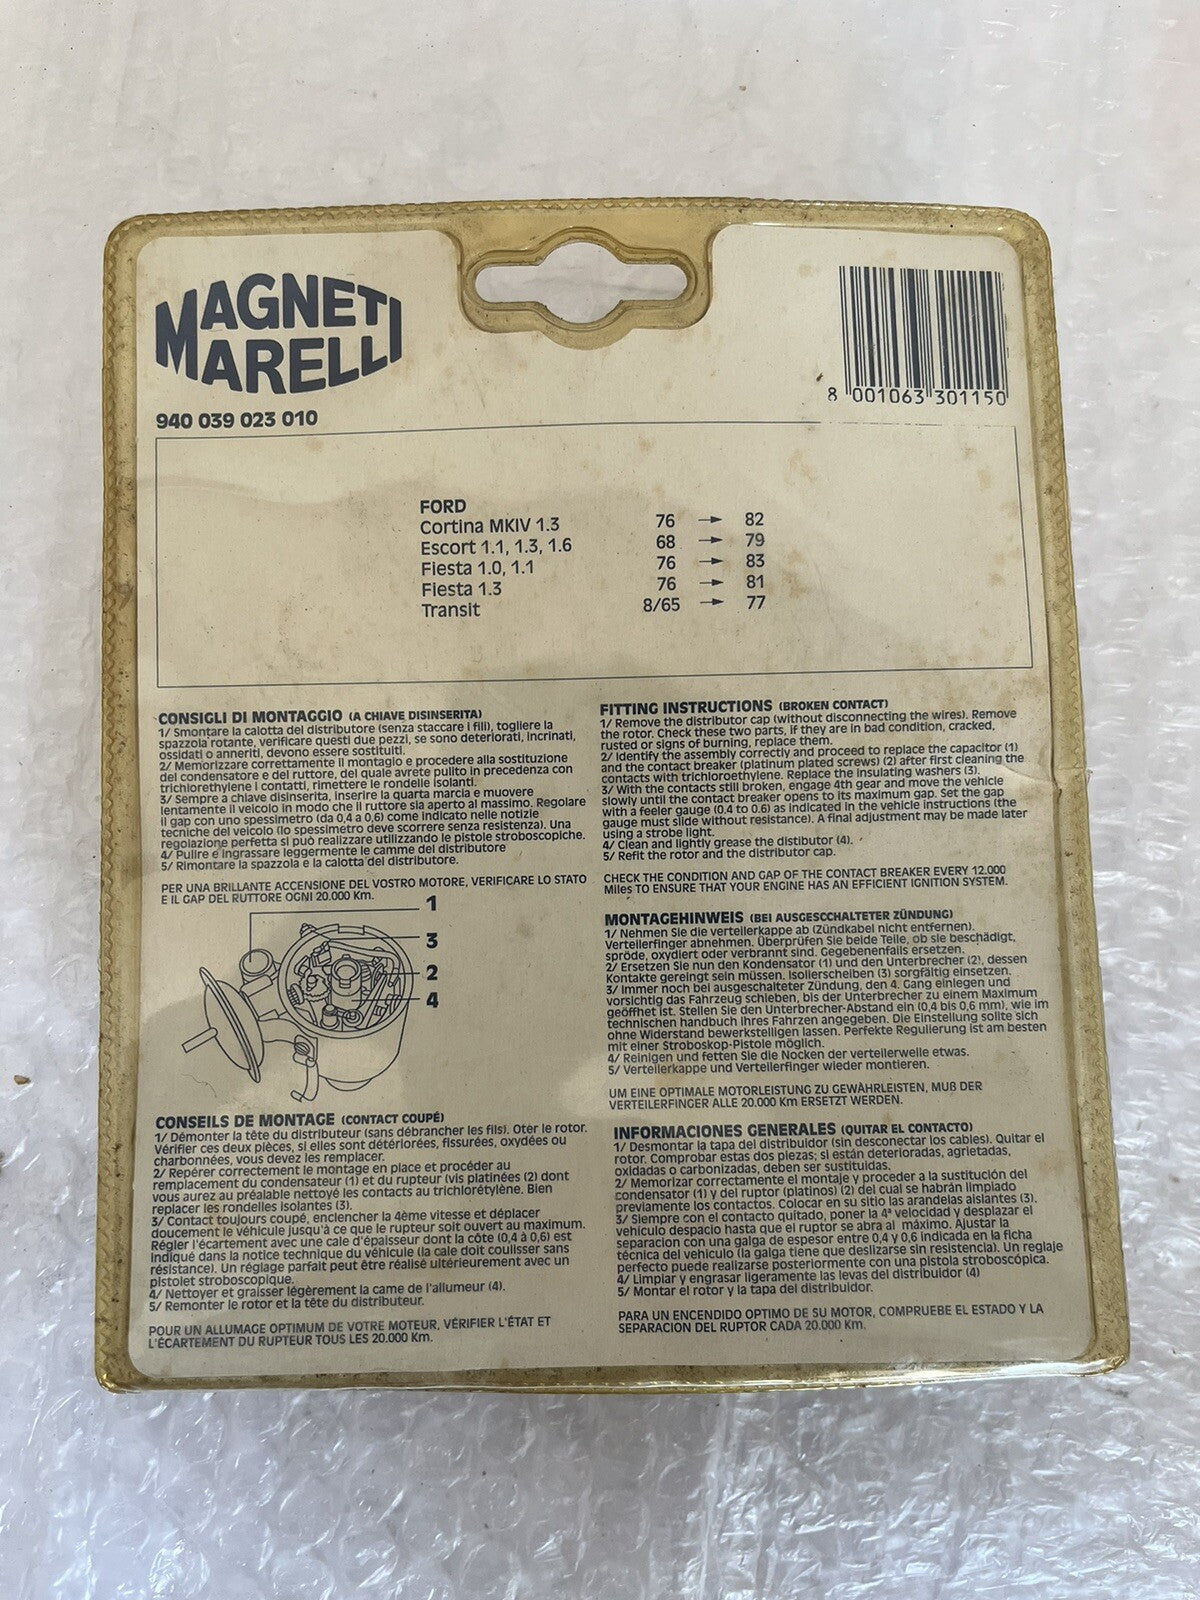 MAGNETI
MARELLI
940 039 023 010
8 001063 301150
FORD
Cortina MKIV 1.3 76 → 82
Escort 1.1, 1.3, 1.6 68 → 79
Fiesta 1.0, 1.1 76 → 83
Fiesta 1.3 76 → 81
Transit 8/65 → 77
CONSIGLI DI MONTAGGIO (A CHIAVE DISINSERITA)
1/ Smontare la calotta del distributore (senza staccare i fili), togliere la
spazzola rotante, verificare questi due pezzi, se sono deteriorati, incrinati,
ossidati o anneriti, devono essere sostituiti.
2/ Memorizzare correttamente il montagio e procedere alla sostituzione
del condensatore e del ruttore, del quale avrete pulito in precedenza con
trichlorethylene i contatti, rimettere le rondelle isolanti.
3/ Sempre a chiave disinserita, inserire la quarta marcia e muovere
lentamente il veicolo in modo che il ruttore sia aperto al massimo. Regolare
il gap con uno spessimetro (da 0,4 a 0,6) come indicato nelle notizie
tecniche del veicolo (lo spessimetro deve scorrere senza resistenza). Una
regolazione perfetta si può realizzare utilizzando le pistole stroboscopiche.
4/ Pulire e ingrassare leggermente le camme del distributore
5/ Rimontare la spazzola e la calotta del distributore.
PER UNA BRILLANTE ACCENSIONE DEL VOSTRO MOTORE, VERIFICARE LO STATO
E IL GAP DEL RUTTORE OGNI 20.000 Km.
1
3
2
4
CONSEILS DE MONTAGE (CONTACT COUPÉ)
1/ Démonter la tête du distributeur (sans débrancher les fils). Oter le rotor.
Vérifier ces deux pièces, si elles sont détériorées, fissurées, oxydées ou
charbonnées, vous devez les remplacer.
2/ Repérer correctement le montage en place et procéder au
remplacement du condensateur (1) et du rupteur (vis platinées (2) dont
vous aurez au préalable nettoyé les contacts au trichlorétylène. Bien
replacer les rondelles isolantes (3).
3/ Contact toujours coupé, enclencher la 4ème vitesse et déplacer
doucement le véhicule jusqu'à ce que le rupteur soit ouvert au maximum.
Régler l'écartement avec une cale d'épaisseur dont la côte (0,4 à 0,6) est
indiqué dans la notice technique du véhicule (la cale doit coulisser sans
résistance). Un réglage parfait peut être réalisé ultérieurement avec un
pistolet stroboscopique.
4/ Nettoyer et graisser légèrement la came de l'allumeur (4).
5/ Remonter le rotor et la tête du distributeur.
POUR UN ALLUMAGE OPTIMUM DE VOTRE MOTEUR, VÉRIFIER L'ÉTAT ET
L'ÉCARTEMENT DU RUPTEUR TOUS LES 20.000 Km.
FITTING INSTRUCTIONS (BROKEN CONTACT)
1/ Remove the distributor cap (without disconnecting the wires). Remove
the rotor. Check these two parts, if they are in bad condition, cracked,
rusted or signs of burning, replace them.
2/ Identify the assembly correctly and proceed to replace the capacitor (1)
and the contact breaker (platinum plated screws) (2) after first cleaning the
contacts with trichloroethylene. Replace the insulating washers (3).
3/ With the contacts still broken, engage 4th gear and move the vehicle
slowly until the contact breaker opens to its maximum gap. Set the gap
with a feeler gauge (0.4 to 0.6) as indicated in the vehicle instructions (the
gauge must slide without resistance). A final adjustment may be made later
using a strobe light.
4/ Clean and lightly grease the distibutor (4).
5/ Refit the rotor and the distributor cap.
CHECK THE CONDITION AND GAP OF THE CONTACT BREAKER EVERY 12.000
Miles TO ENSURE THAT YOUR ENGINE HAS AN EFFICIENT IGNITION SYSTEM.
MONTAGEHINWEIS (BEI AUSGESCCHALTETER ZÜNDUNG)
1/ Nehmen Sie die verteilerkappe ab (Zündkabel nicht entfernen).
Verteilerfinger abnehmen. Überprüfen Sie beide Teile, ob sie beschädigt,
spröde, oxydiert oder verbrannt sind. Gegebenenfalls ersetzen.
2/ Ersetzen Sie nun den Kondensator (1) und den Unterbrecher (2), dessen
Kontakte gereingt sein müssen. Isolierscheiben (3) sorgfältig einsetzen.
3/ Immer noch bei ausgeschalteter Zündung, den 4. Gang einlegen und
vorsichtig das Fahrzeug schieben, bis der Unterbrecher zu einem Maximum
geöffnet ist. Stellen Sie den Unterbrecher-Abstand ein (0,4 bis 0,6 mm), wie im
technischen handbuch Ihres Fahrzen angegeben. Die Einstellung sollte sich
ohne Widerstand bewerkstelligen lassen. Perfekte Regulierung ist am besten
mit einer Stroboskop-Pistole möglich.
4/ Reinigen und fetten Sie die Nocken der verteilerwelle etwas.
5/ Verteilerkappe und Verteilerfinger wieder montieren.
UM EINE OPTIMALE MOTORLEISTUNG ZU GEWÄHRLEISTEN, MUß DER
VERTEILERFINGER ALLE 20.000 Km ERSETZT WERDEN.
INFORMACIONES GENERALES (QUITAR EL CONTACTO)
1/ Desmontar la tapa del distribuidor (sin desconectar los cables). Quitar el
rotor. Comprobar estas dos piezas; si están deterioradas, agrietadas,
oxidadas o carbonizadas, deben ser sustituidas.
2/ Memorizar correctamente el montaje y proceder a la sustitución del
condensator (1) y del ruptor (platinos) (2) del cual se habrán limpiado
previamente los contactos. Colocar en su sitio las arandelas aislantes (3).
3/ Siempre con el contacto quitado, poner la 4ª velocidad y desplazar el
vehiculo despacio hasta que el ruptor se abra al máximo. Ajustar la
separacion con una galga de espesor entre 0,4 y 0,6 indicada en la ficha
técnica del vehiculo (la galga tiene que deslizarse sin resistencia). Un reglaje
perfecto puede realizarse posteriormente con una pistola stroboscópica.
4/ Limpiar y engrasar ligeramente las levas del distribuidor (4)
5/ Montar el rotor y la tapa del distribuidor.
PARA UN ENCENDIDO OPTIMO DE SU MOTOR, COMPRUEBE EL ESTADO Y LA
SEPARACION DEL RUPTOR CADA 20.000 Km.